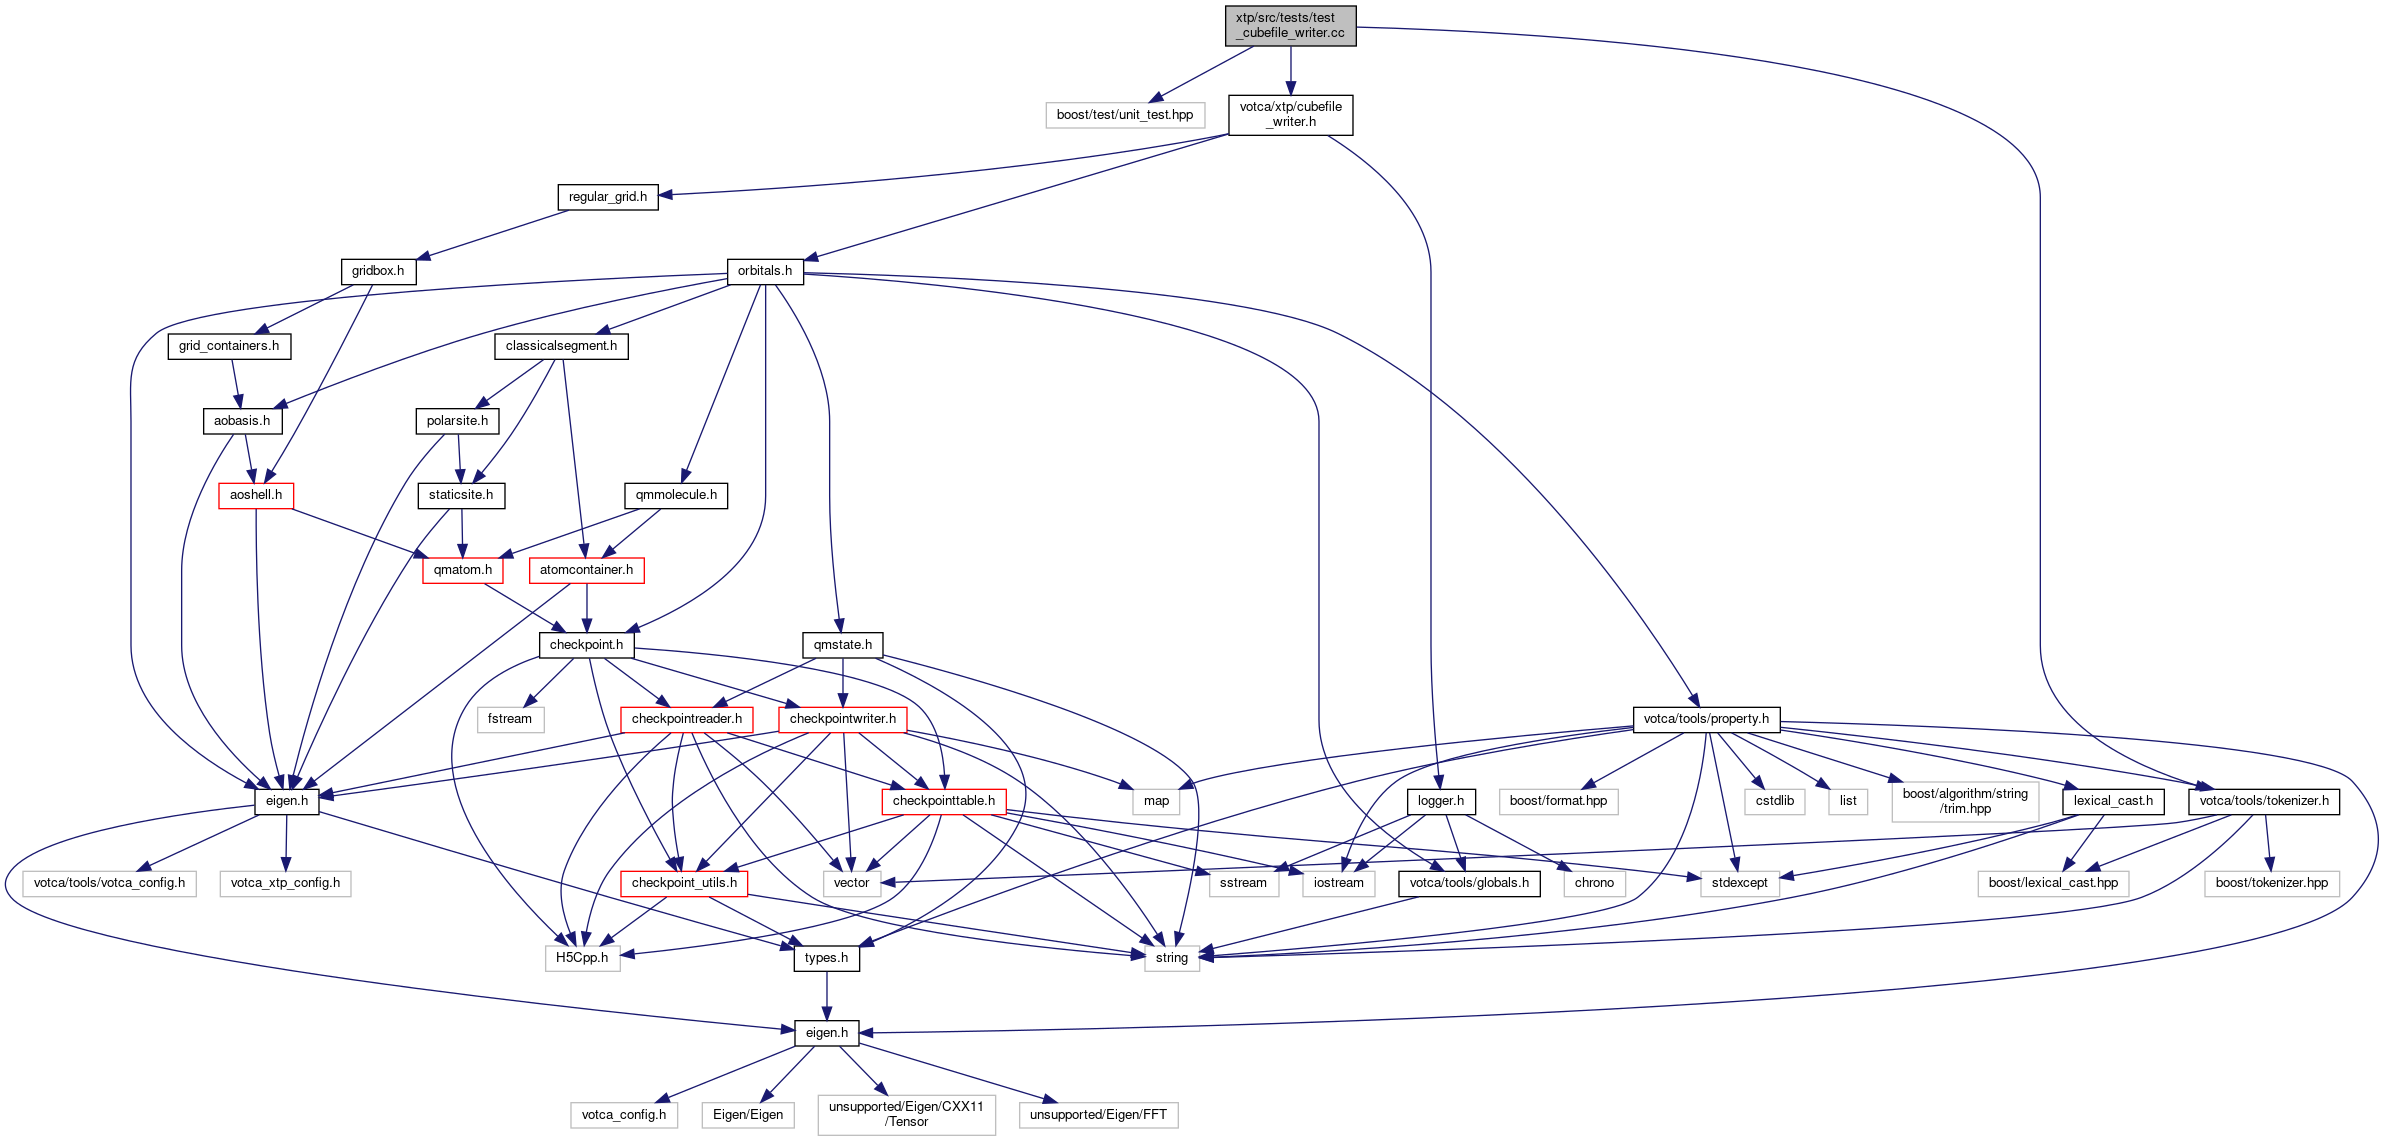 xtp/src/tests/test
_cubefile_writer.cc
boost/test/unit_test.hpp
votca/xtp/cubefile
_writer.h
regular_grid.h
gridbox.h
orbitals.h
grid_containers.h
classicalsegment.h
aobasis.h
polarsite.h
aoshell.h
staticsite.h
qmmolecule.h
qmatom.h
atomcontainer.h
checkpoint.h
qmstate.h
fstream
checkpointreader.h
checkpointwriter.h
votca/tools/property.h
eigen.h
checkpointtable.h
map
logger.h
boost/format.hpp
cstdlib
list
boost/algorithm/string
/trim.hpp
lexical_cast.h
votca/tools/tokenizer.h
votca/tools/votca_config.h
votca_xtp_config.h
checkpoint_utils.h
vector
sstream
iostream
votca/tools/globals.h
chrono
stdexcept
boost/lexical_cast.hpp
boost/tokenizer.hpp
H5Cpp.h
types.h
string
eigen.h
votca_config.h
Eigen/Eigen
unsupported/Eigen/CXX11
/Tensor
unsupported/Eigen/FFT